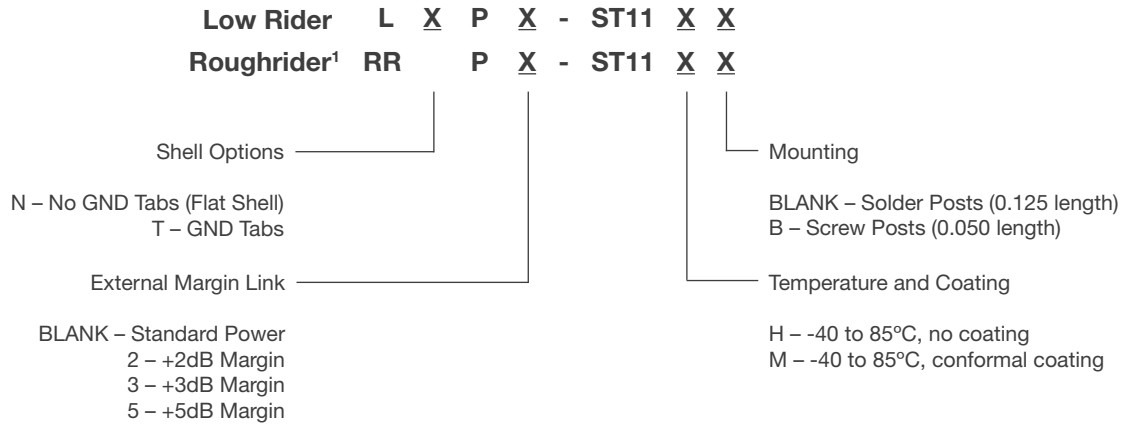 Low Rider L X P X - ST11 X X
Roughrider¹ RR P X - ST11 X X
Shell Options
N – No GND Tabs (Flat Shell)
T – GND Tabs
External Margin Link
BLANK – Standard Power
2 – +2dB Margin
3 – +3dB Margin
5 – +5dB Margin
Mounting
BLANK – Solder Posts (0.125 length)
B – Screw Posts (0.050 length)
Temperature and Coating
H – -40 to 85ºC, no coating
M – -40 to 85ºC, conformal coating